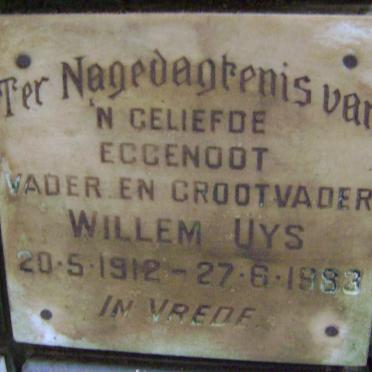 Ter Nagedagtenis van
'N GELIEFDE
EGGENOOT
VADER EN GROOTVADER
WILLEM UYS
20·5·1912 – 27·6·1983
IN VREDE